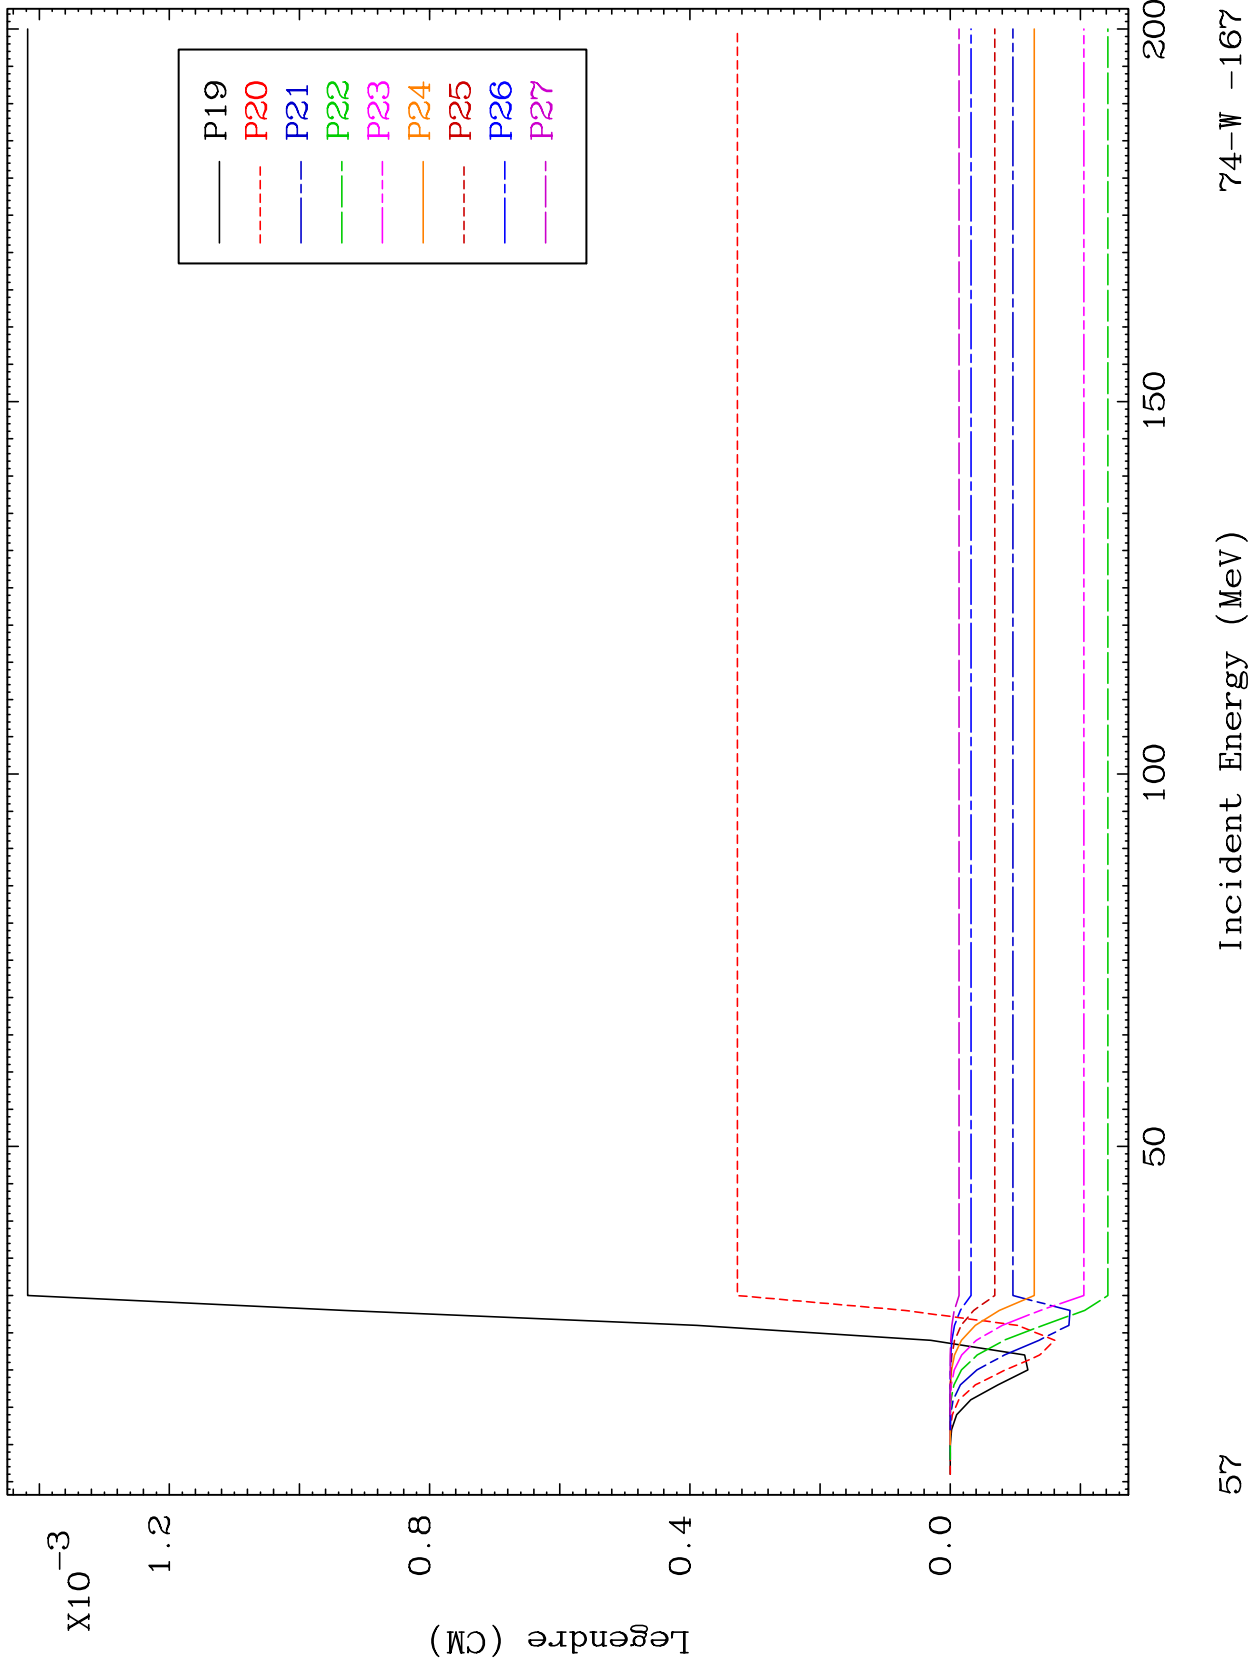 X10-3
1.2
0.8
0.4
0.0
Legendre (CM)
P19
P20
P21
P22
P23
P24
P25
P26
P27
50
100
150
200
57
Incident Energy (MeV)
74-W -167